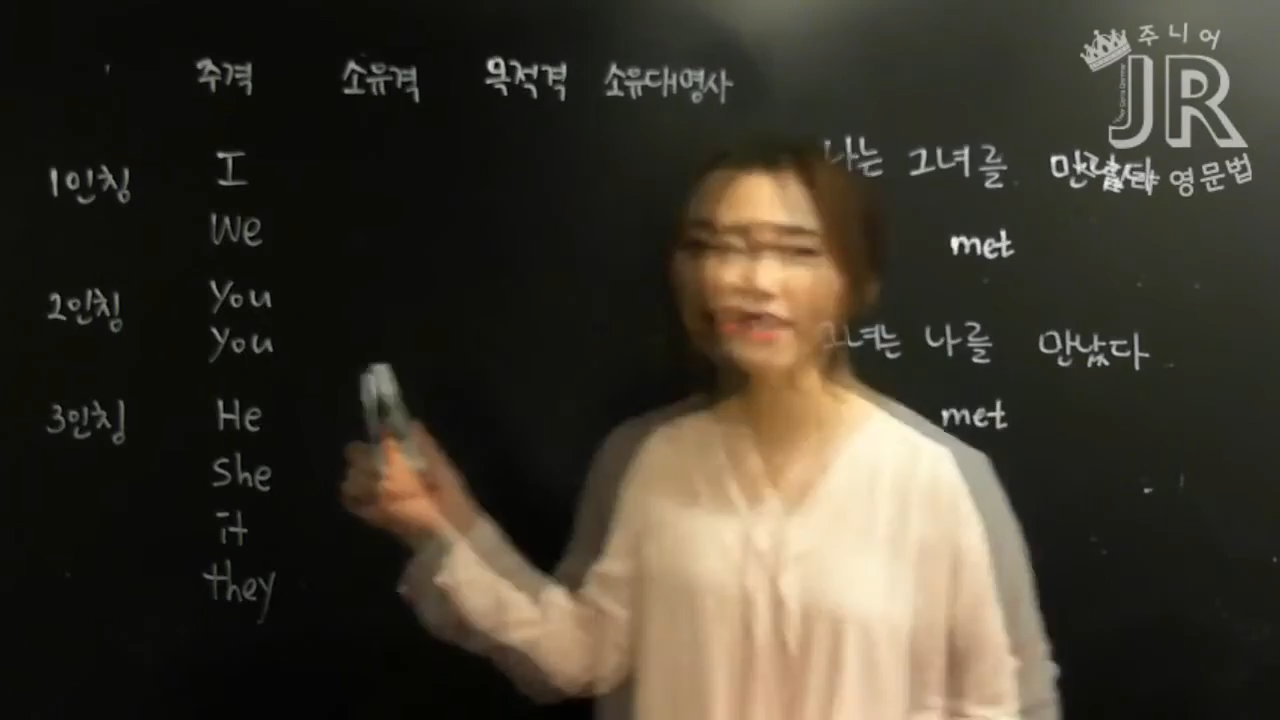 주격 소유격 목적격 소유대명사
1인칭 I
We
2인칭 You
You
3인칭 He
She
it
they
나는 그녀를 만났다
met
그녀는 나를 만났다
met
주니어
JR
영문법